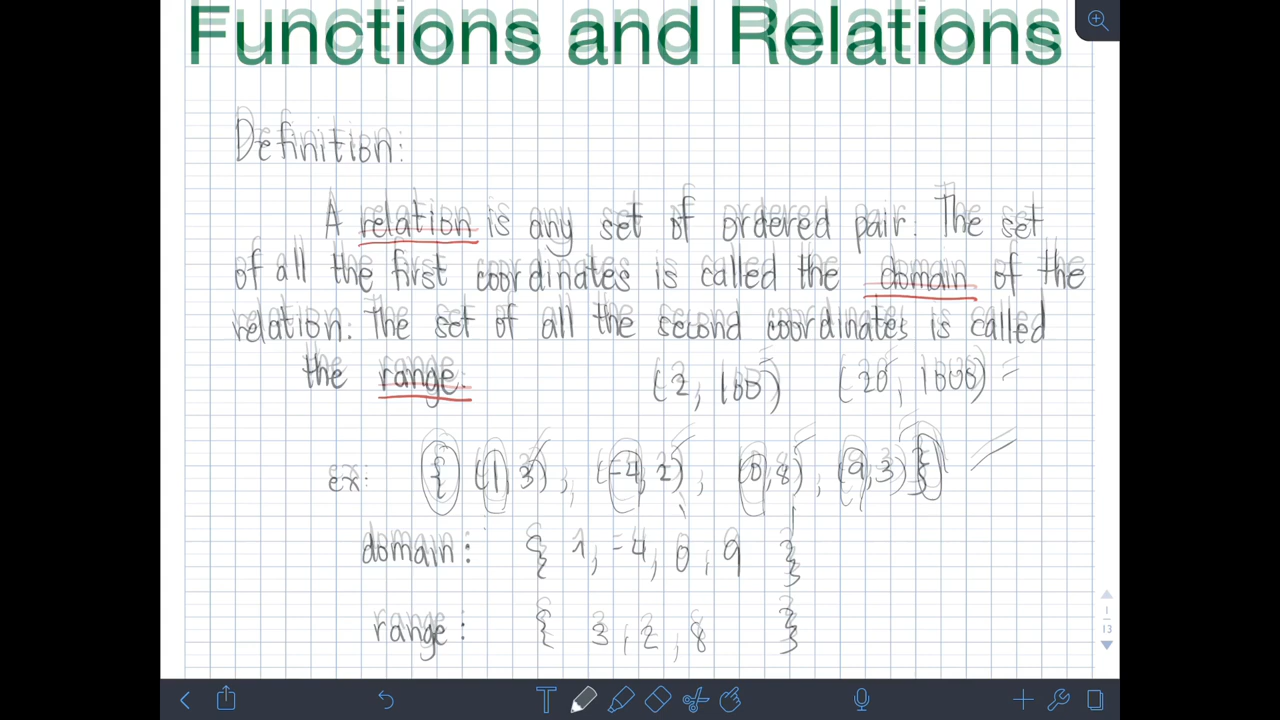 Functions and Relations
Definition:
A relation is any set of ordered pair. The set
of all the first coordinates is called the domain of the
relation. The set of all the second coordinates is called
the range. (2, 100) (20, 1000)
ex: { (1, 3), (-4, 2), (0, 8), (9, 3) }
domain: { 1, -4, 0, 9 }
range: { 3, 2, 8 }
1
13